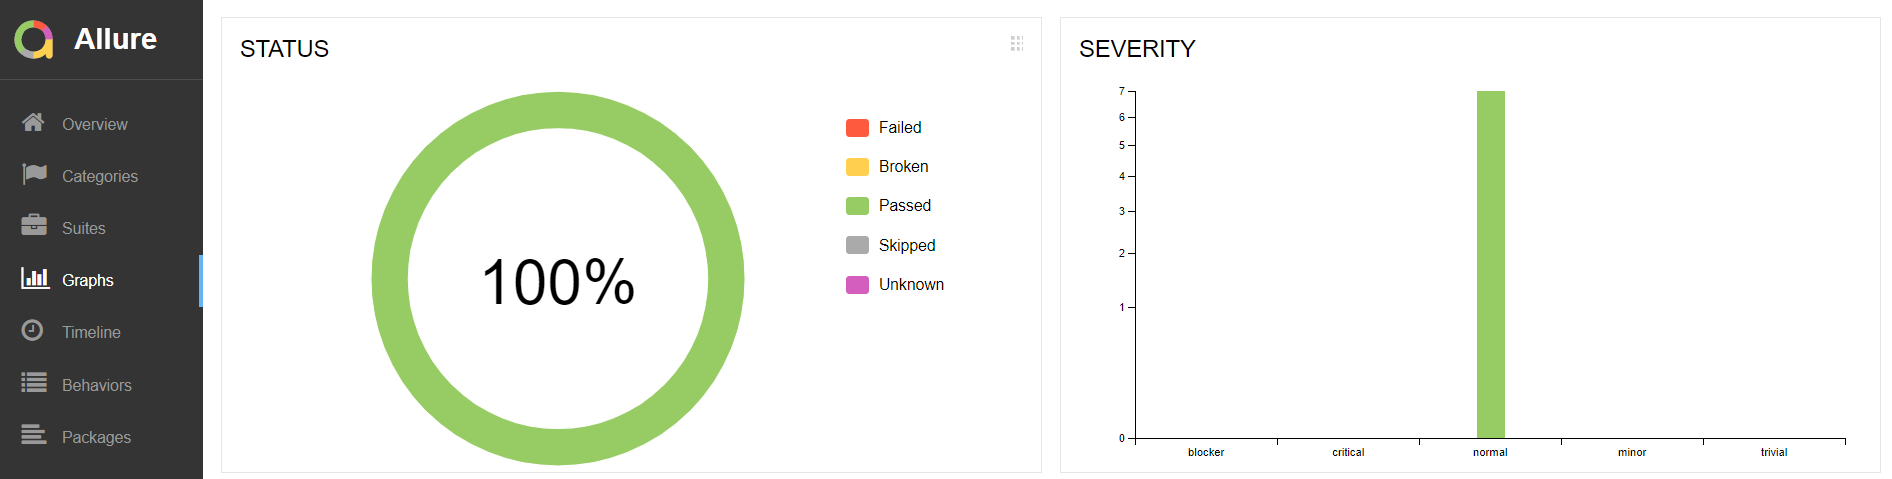 Allure
Overview
Categories
Suites
Graphs
Timeline
Behaviors
Packages
STATUS
100%
Failed
Broken
Passed
Skipped
Unknown
SEVERITY
7
6
5
4
3
2
1
0
blocker critical normal minor trivial